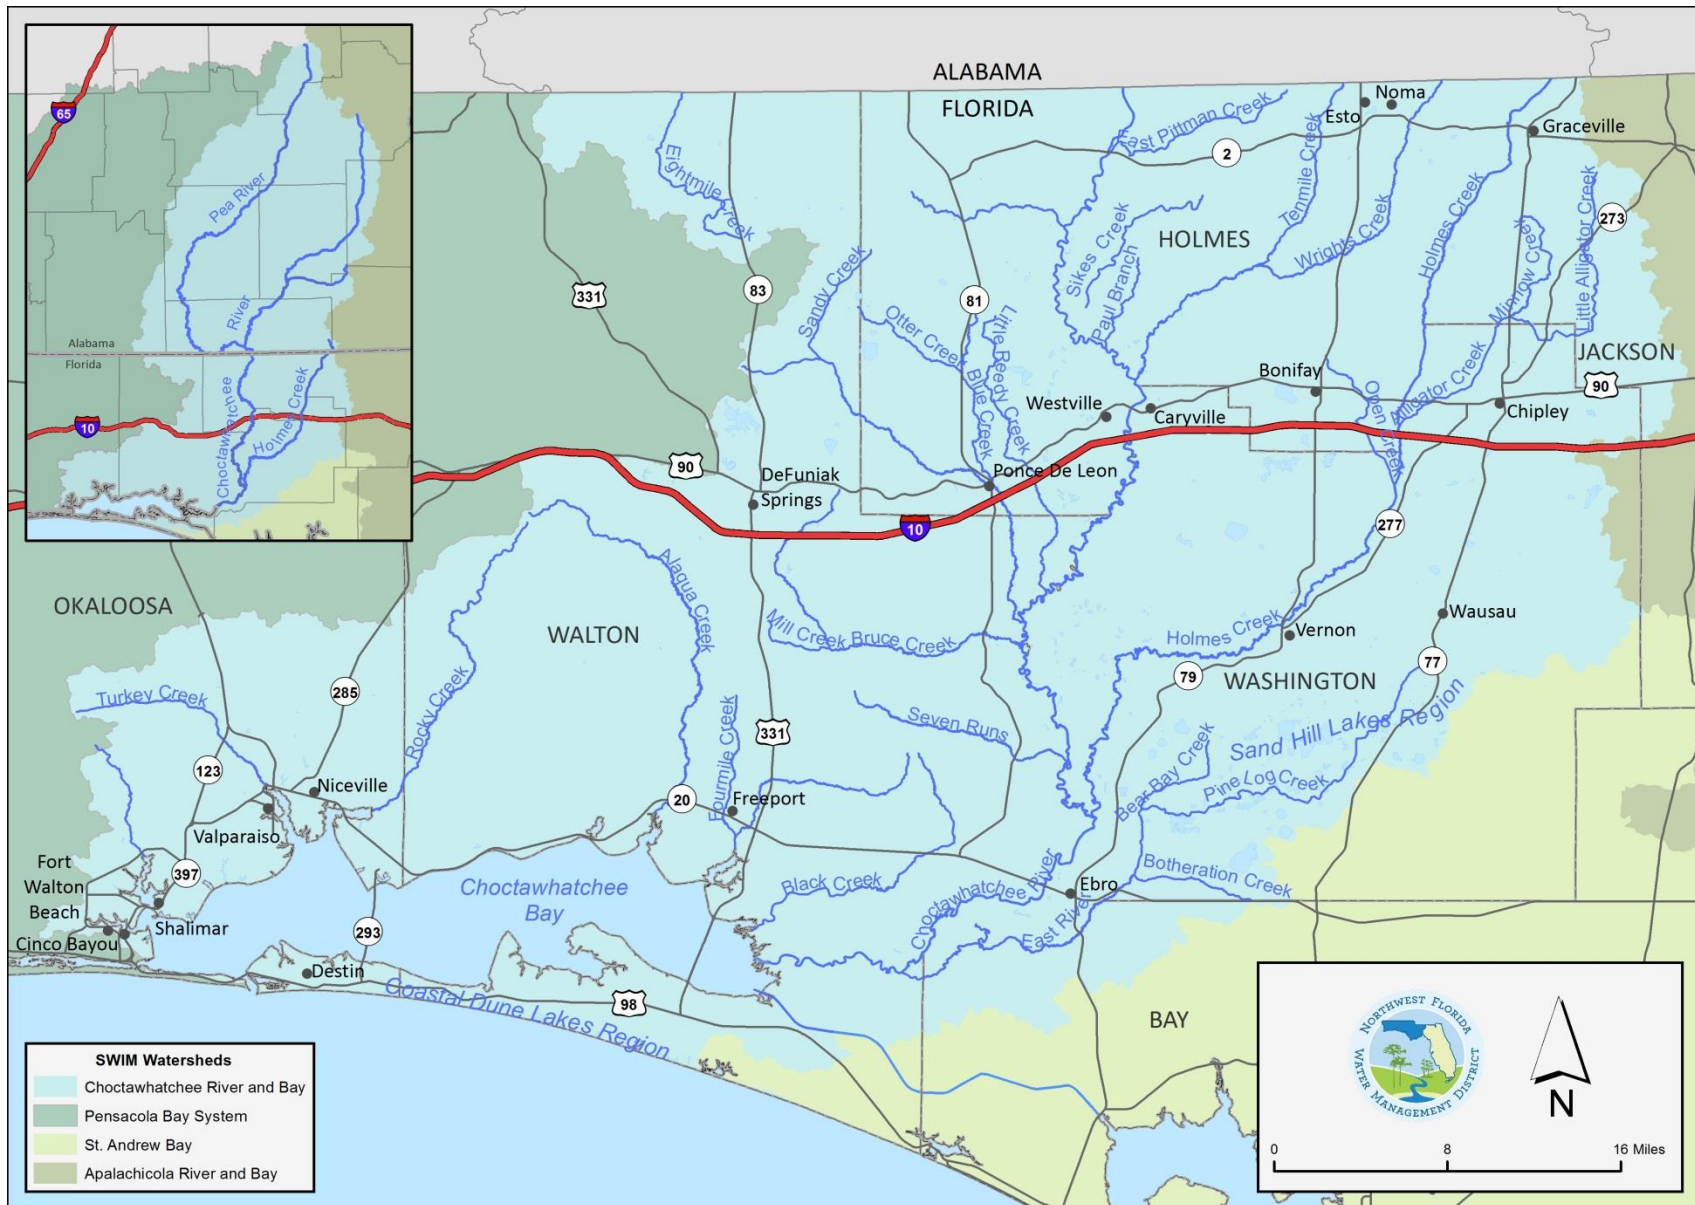 ALABAMA
FLORIDA
65
Pea River
River
Alabama
Florida
10
Choctawhatchee
Holmes Creek
Esto
Noma
Graceville
East Pittman Creek
2
Eightmile Creek
Tenmile Creek
Wrights Creek
Holmes Creek
Little Alligator Creek
273
Minnow Creek
HOLMES
Sikes Creek
Paul Branch
331
83
81
Sandy Creek
Otter Creek
Blue Creek
Little Reedy Creek
JACKSON
90
Bonifay
Open Creek
Alligator Creek
Chipley
Westville
Caryville
90
DeFuniak
Springs
Ponce De Leon
10
277
OKALOOSA
WALTON
Alaqua Creek
Mill Creek
Bruce Creek
Holmes Creek
Vernon
Wausau
79
WASHINGTON
77
Turkey Creek
285
Rocky Creek
Seven Runs
Sand Hill Lakes Region
Bear Bay Creek
Pine Log Creek
123
Niceville
Valparaiso
Fourmile Creek
331
20
Freeport
Fort
Walton
Beach
397
Shalimar
Cinco Bayou
Choctawhatchee
Bay
293
Destin
Black Creek
Choctawhatchee River
East River
Ebro
Botheration Creek
Coastal Dune Lakes Region
98
BAY
SWIM Watersheds
Choctawhatchee River and Bay
Pensacola Bay System
St. Andrew Bay
Apalachicola River and Bay
NORTHWEST FLORIDA
WATER MANAGEMENT DISTRICT
N
0 8 16 Miles